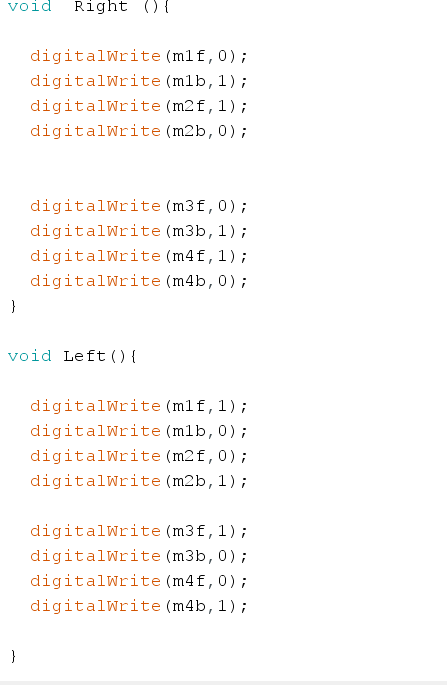 void  Right (){
digitalWrite(m1f,0);
digitalWrite(m1b,1);
digitalWrite(m2f,1);
digitalWrite(m2b,0);
digitalWrite(m3f,0);
digitalWrite(m3b,1);
digitalWrite(m4f,1);
digitalWrite(m4b,0);
}
void Left(){
digitalWrite(m1f,1);
digitalWrite(m1b,0);
digitalWrite(m2f,0);
digitalWrite(m2b,1);
digitalWrite(m3f,1);
digitalWrite(m3b,0);
digitalWrite(m4f,0);
digitalWrite(m4b,1);
}